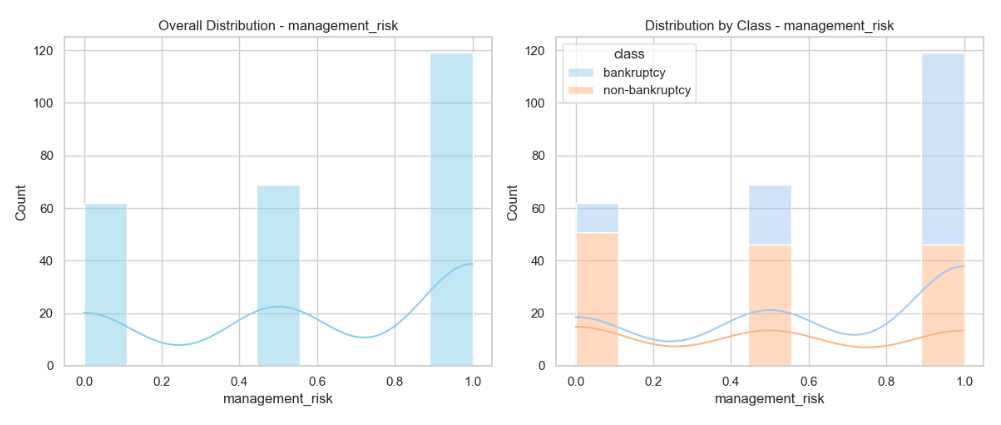 Overall Distribution - management_risk
120
100
80
60
40
20
0
Count
0.0 0.2 0.4 0.6 0.8 1.0
management_risk
Distribution by Class - management_risk
class
bankruptcy
non-bankruptcy
120
100
80
60
40
20
0
Count
0.0 0.2 0.4 0.6 0.8 1.0
management_risk